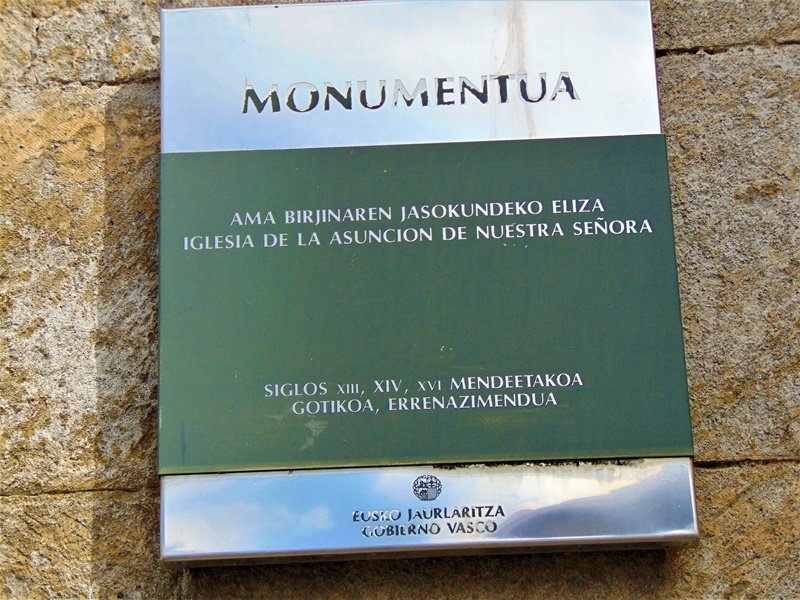 MONUMENTUA
AMA BIRJINAREN JASOKUNDEKO ELIZA
IGLESIA DE LA ASUNCION DE NUESTRA SEÑORA
SIGLOS XIII, XIV, XVI MENDEETAKOA
GOTIKOA, ERRENAZIMENDUA
EUSKO JAURLARITZA
GOBIERNO VASCO